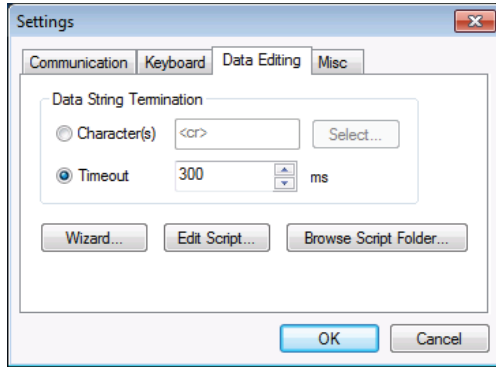 Settings
Communication Keyboard Data Editing Misc
Data String Termination
Character(s) <cr> Select...
Timeout 300 ms
Wizard... Edit Script... Browse Script Folder...
OK Cancel